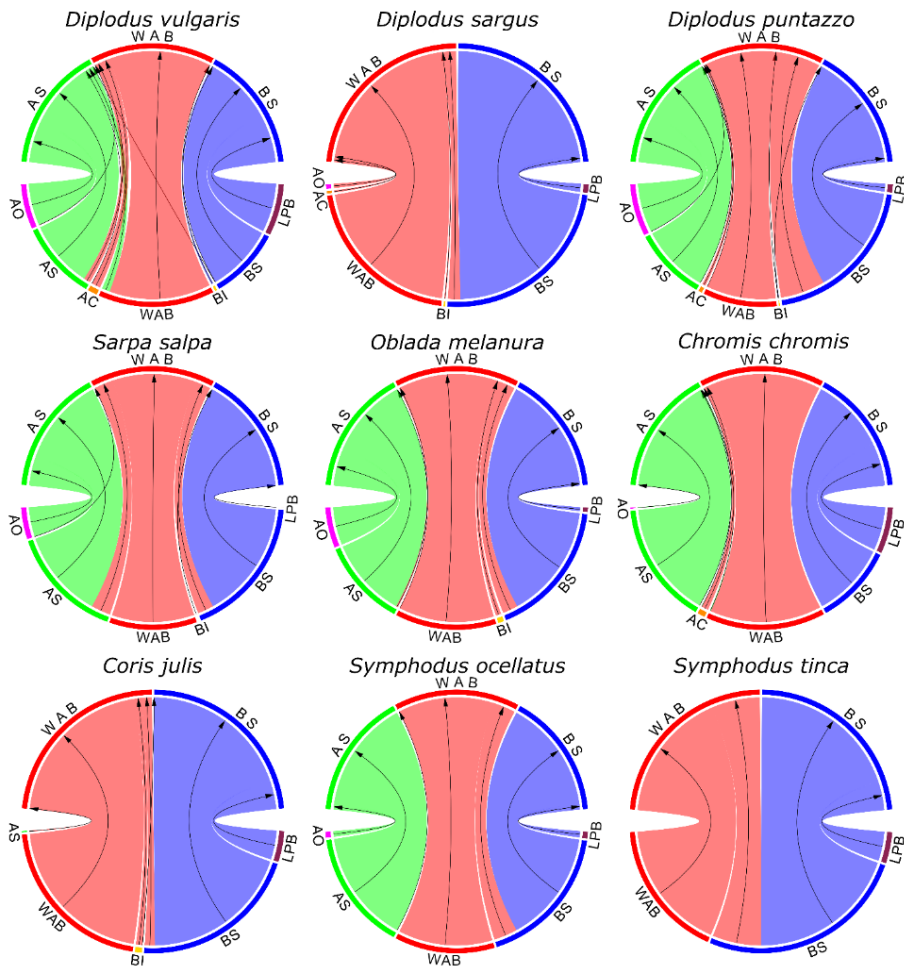 Diplodus vulgaris
W A B
A S
B S
AO
LPB
AS
BS
AC
BI
WAB
Diplodus sargus
W A B
B S
AO
AC
LPB
WAB
BS
BI
Diplodus puntazzo
W A B
A S
B S
AO
LPB
AS
BS
AC
WAB
BI
Sarpa salpa
W A B
A S
B S
AO
LPB
AS
BS
WAB
BI
Oblada melanura
W A B
A S
B S
AO
LPB
AS
BS
WAB
BI
Chromis chromis
W A B
A S
B S
AO
LPB
AS
BS
AC
WAB
Coris julis
W A B
B S
AS
LPB
WAB
BS
BI
Symphodus ocellatus
W A B
A S
B S
AO
LPB
AS
BS
WAB
Symphodus tinca
W A B
B S
LPB
WAB
BS